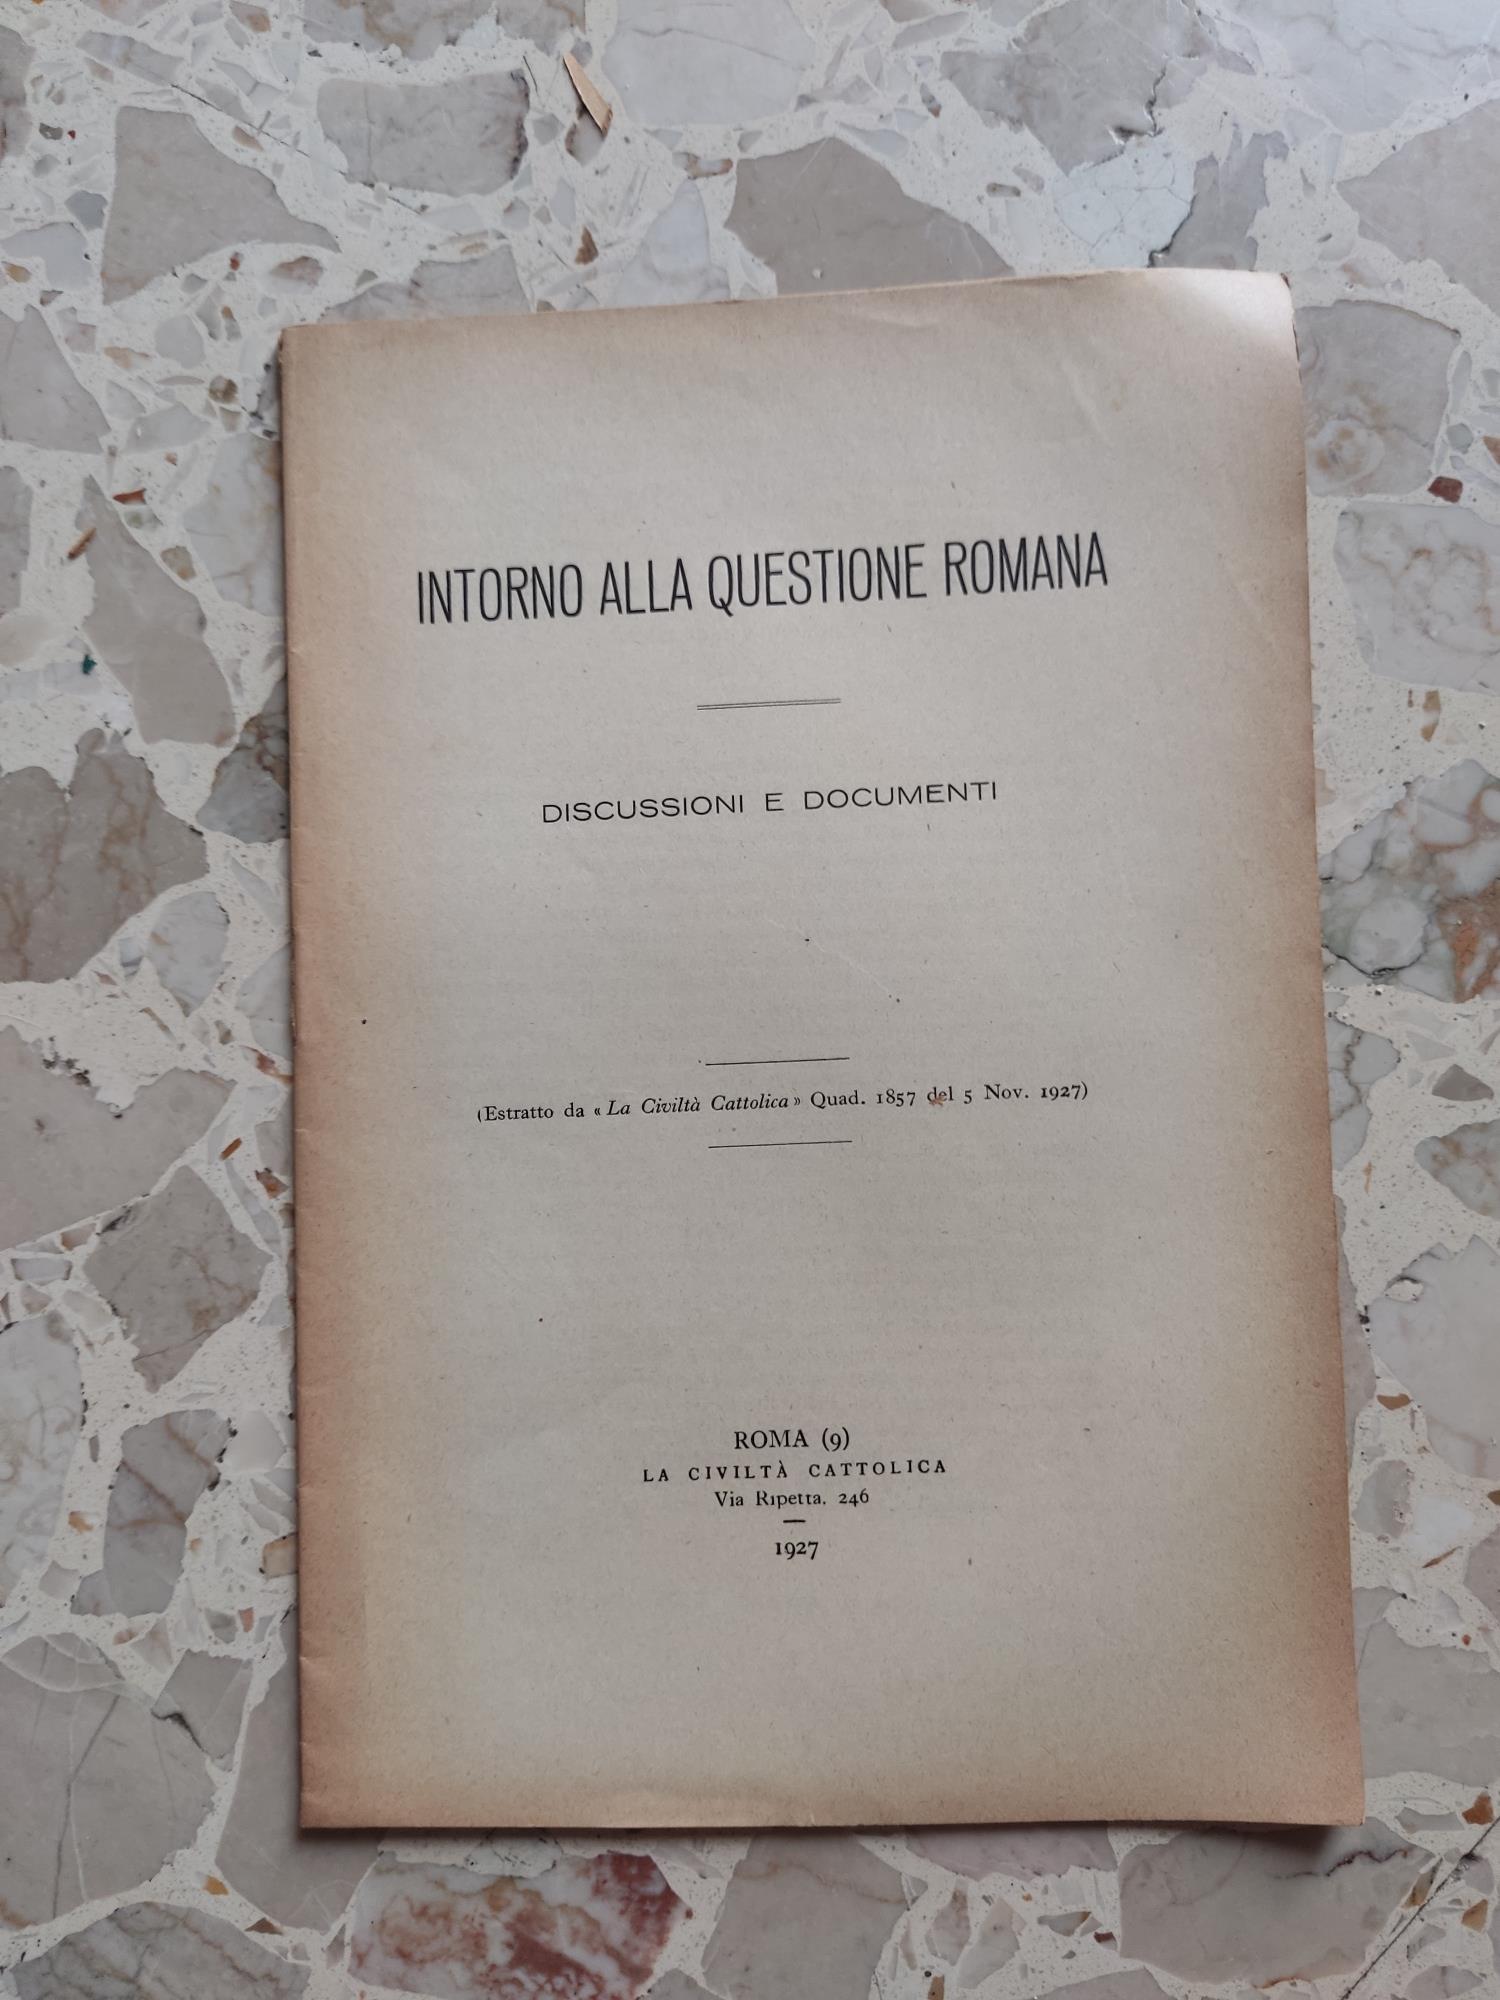 INTORNO ALLA QUESTIONE ROMANA
DISCUSSIONI E DOCUMENTI
(Estratto da « La Civiltà Cattolica » Quad. 1857 del 5 Nov. 1927)
ROMA (9)
LA CIVILTÀ CATTOLICA
Via Ripetta, 246
1927